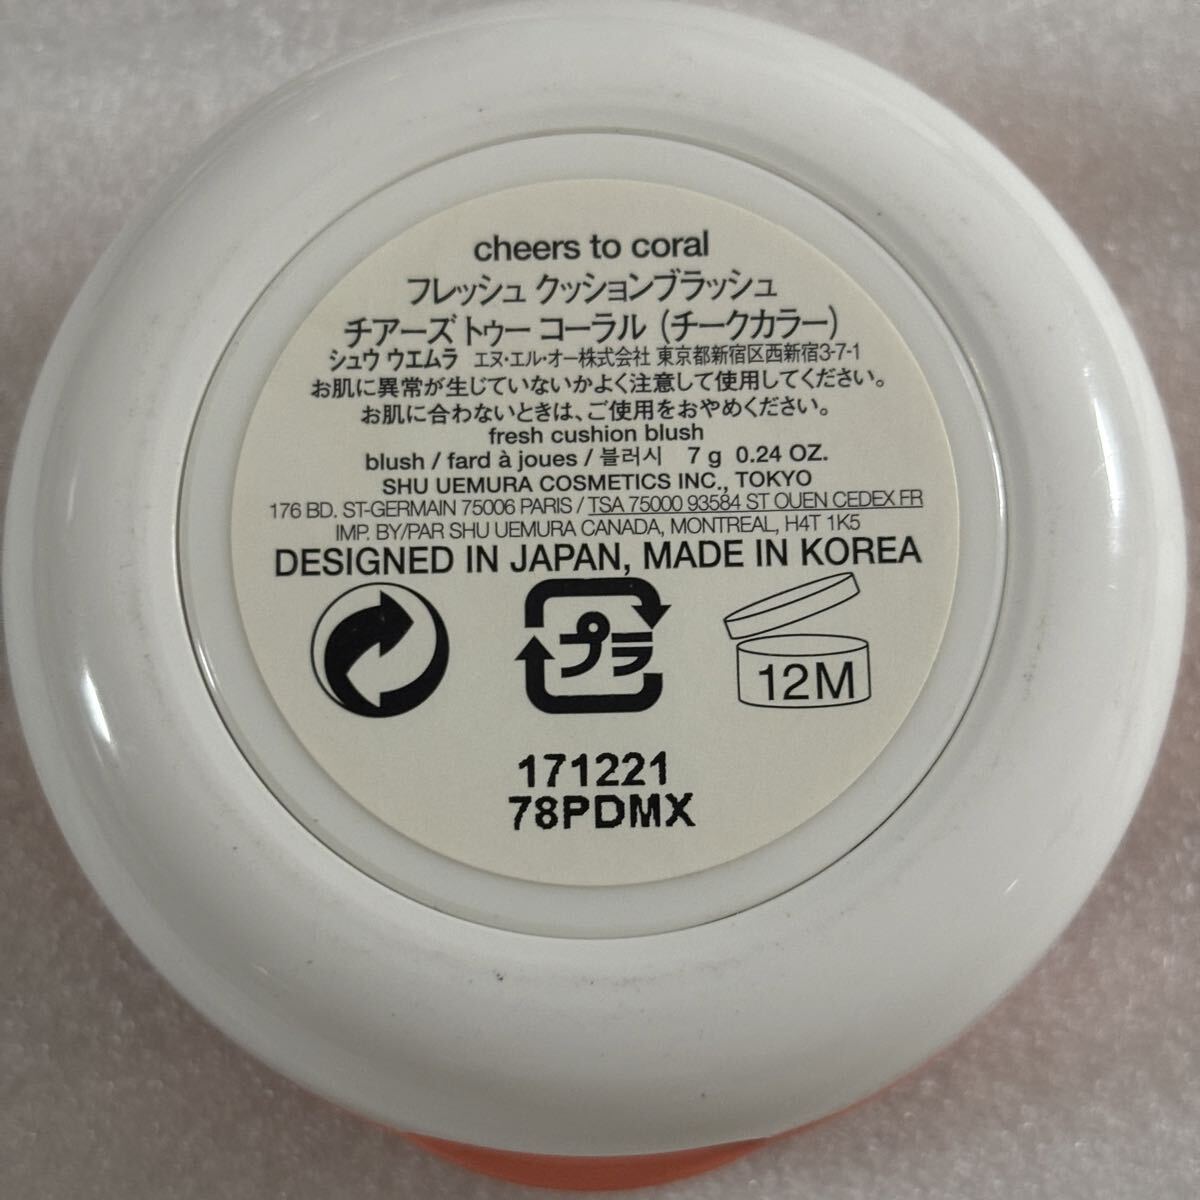 cheers to coral
フレッシュ クッションブラッシュ
チアーズ トゥー コーラル (チークカラー)
シュウ ウエムラ エヌ・エル・オー株式会社 東京都新宿区西新宿3-7-1
お肌に異常が生じていないかよく注意して使用してください。
お肌に合わないときは、ご使用をおやめください。
fresh cushion blush
blush / fard à joues / 블러시 7 g 0.24 OZ.
SHU UEMURA COSMETICS INC., TOKYO
176 BD. ST-GERMAIN 75006 PARIS / TSA 75000 93584 ST OUEN CEDEX FR
IMP. BY/PAR SHU UEMURA CANADA, MONTREAL, H4T 1K5
DESIGNED IN JAPAN, MADE IN KOREA
プラ
12M
171221
78PDMX